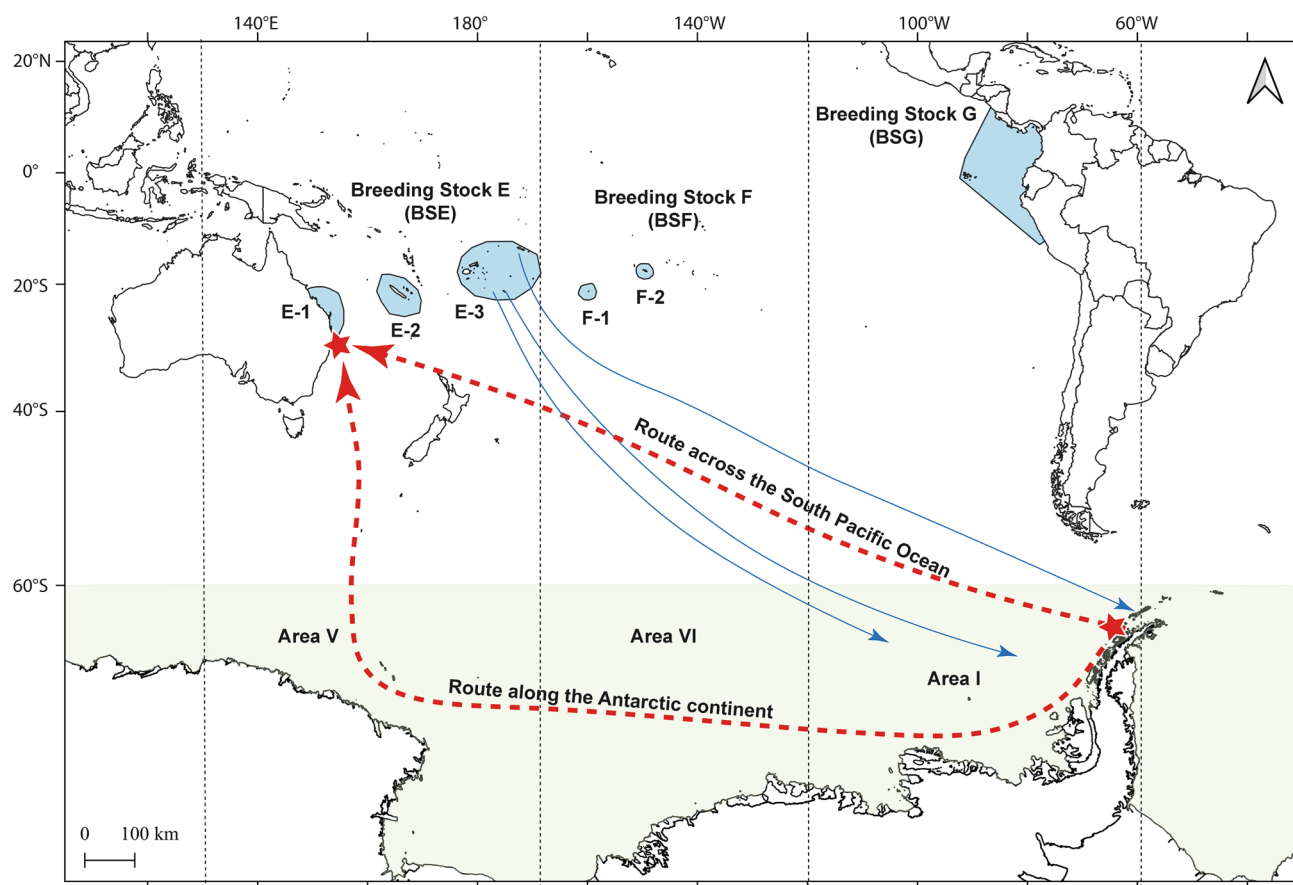 140°E
180°
140°W
100°W
60°W
20°N
0°
20°S
40°S
60°S
Breeding Stock G
(BSG)
Breeding Stock E
(BSE)
Breeding Stock F
(BSF)
E-1
E-2
E-3
F-1
F-2
Route across the South Pacific Ocean
Area V
Area VI
Area I
Route along the Antarctic continent
0 100 km